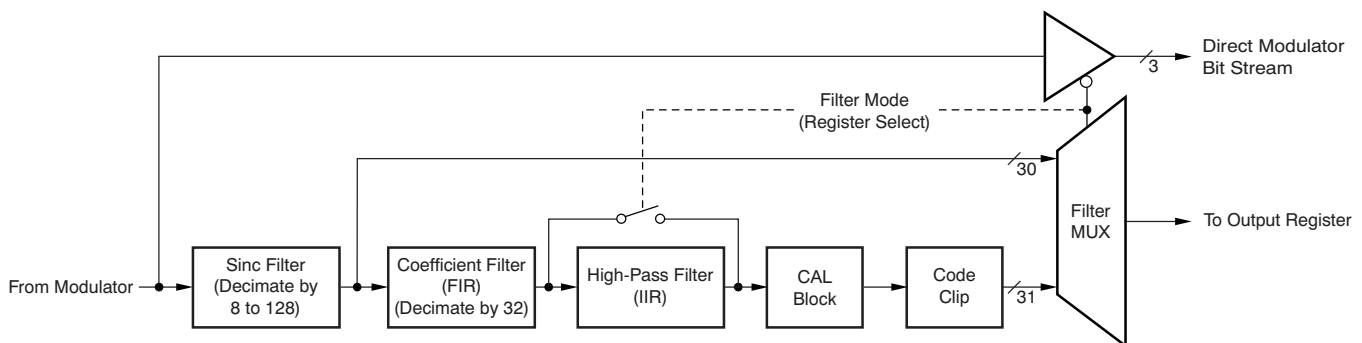 Direct Modulator
Bit Stream
3
Filter Mode
(Register Select)
30
Filter
MUX
To Output Register
From Modulator
Sinc Filter
(Decimate by
8 to 128)
Coefficient Filter
(FIR)
(Decimate by 32)
High-Pass Filter
(IIR)
CAL
Block
Code
Clip
31